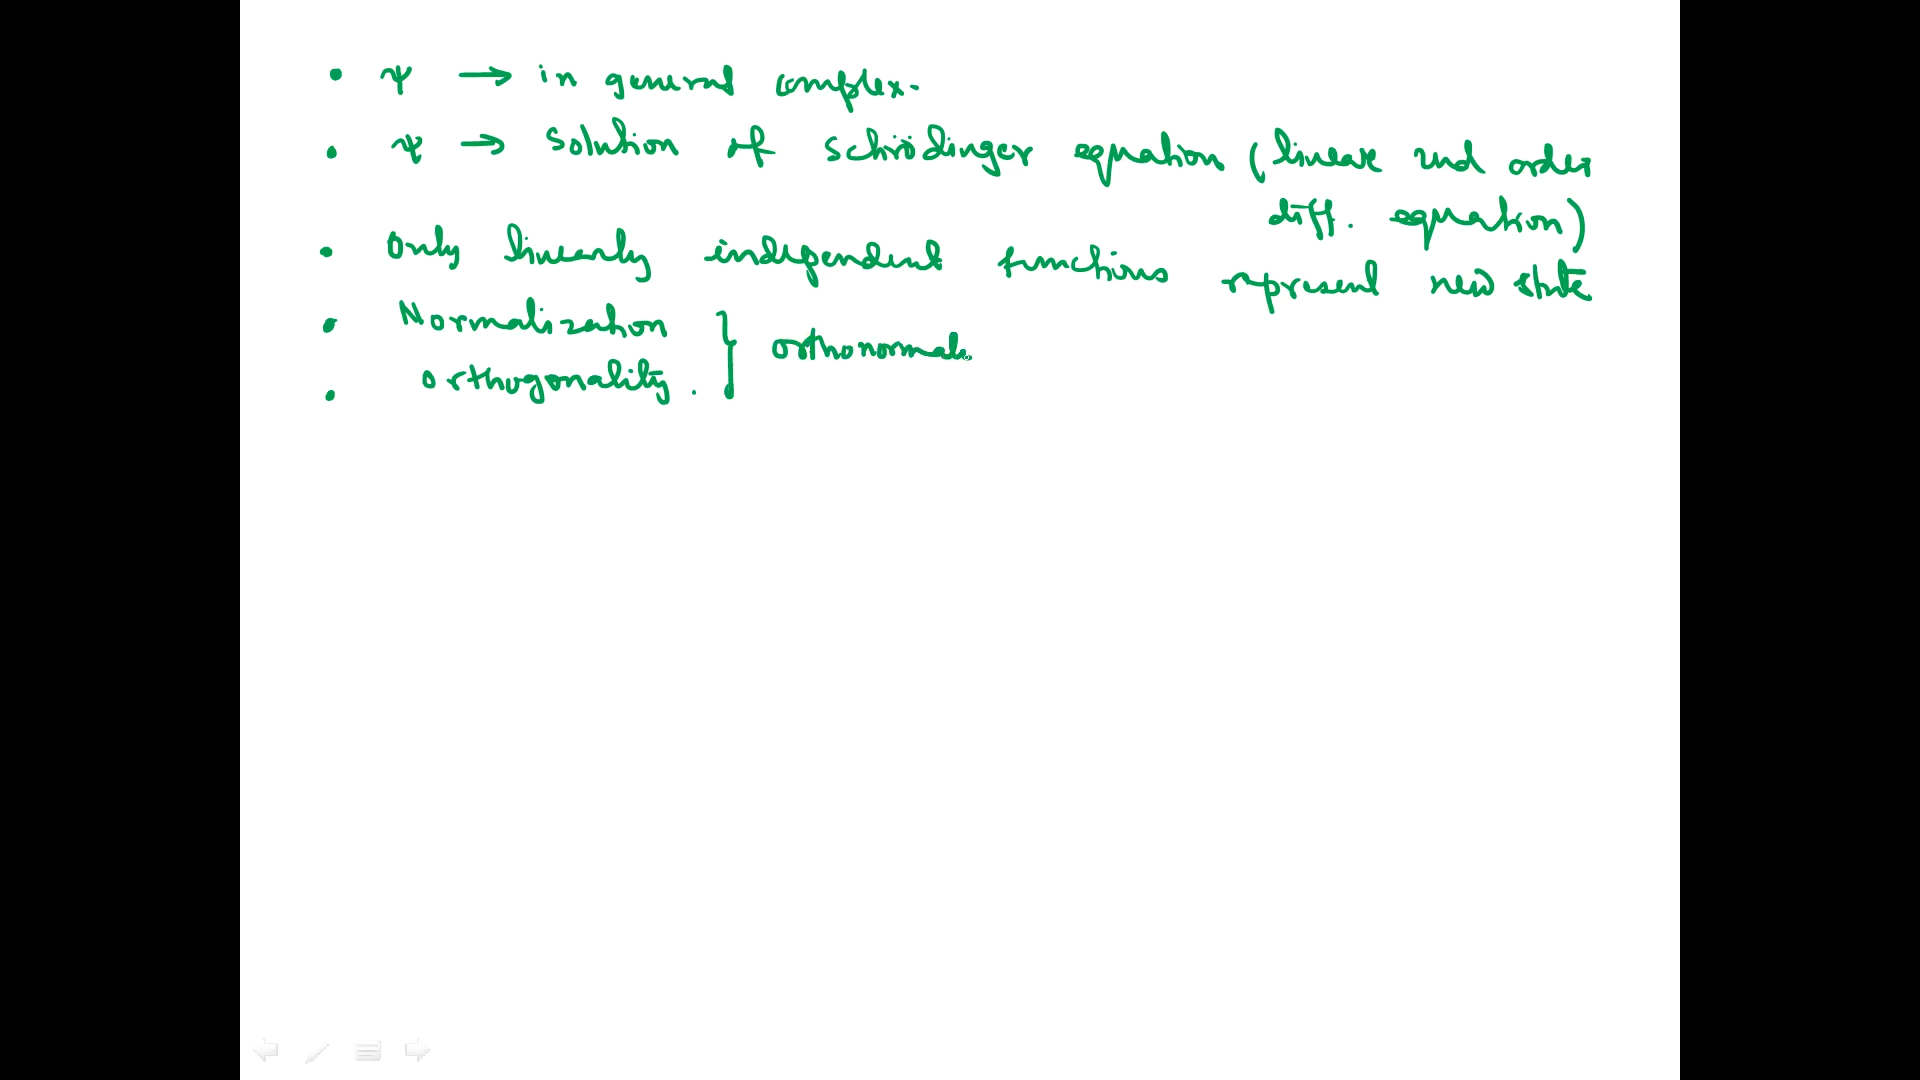 • ψ → in general complex.
• ψ → Solution of schrödinger equation (linear 2nd order
diff. equation)
• Only linearly independent functions represent new state
• Normalization
• orthogonality.
} orthonormal.